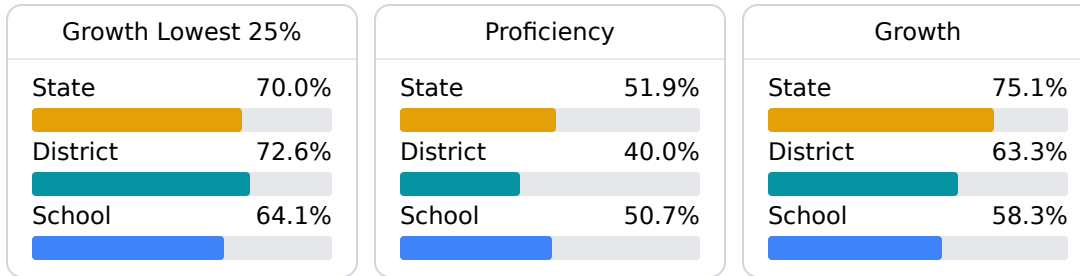 Growth Lowest 25%
State 70.0%
District 72.6%
School 64.1%
Proficiency
State 51.9%
District 40.0%
School 50.7%
Growth
State 75.1%
District 63.3%
School 58.3%